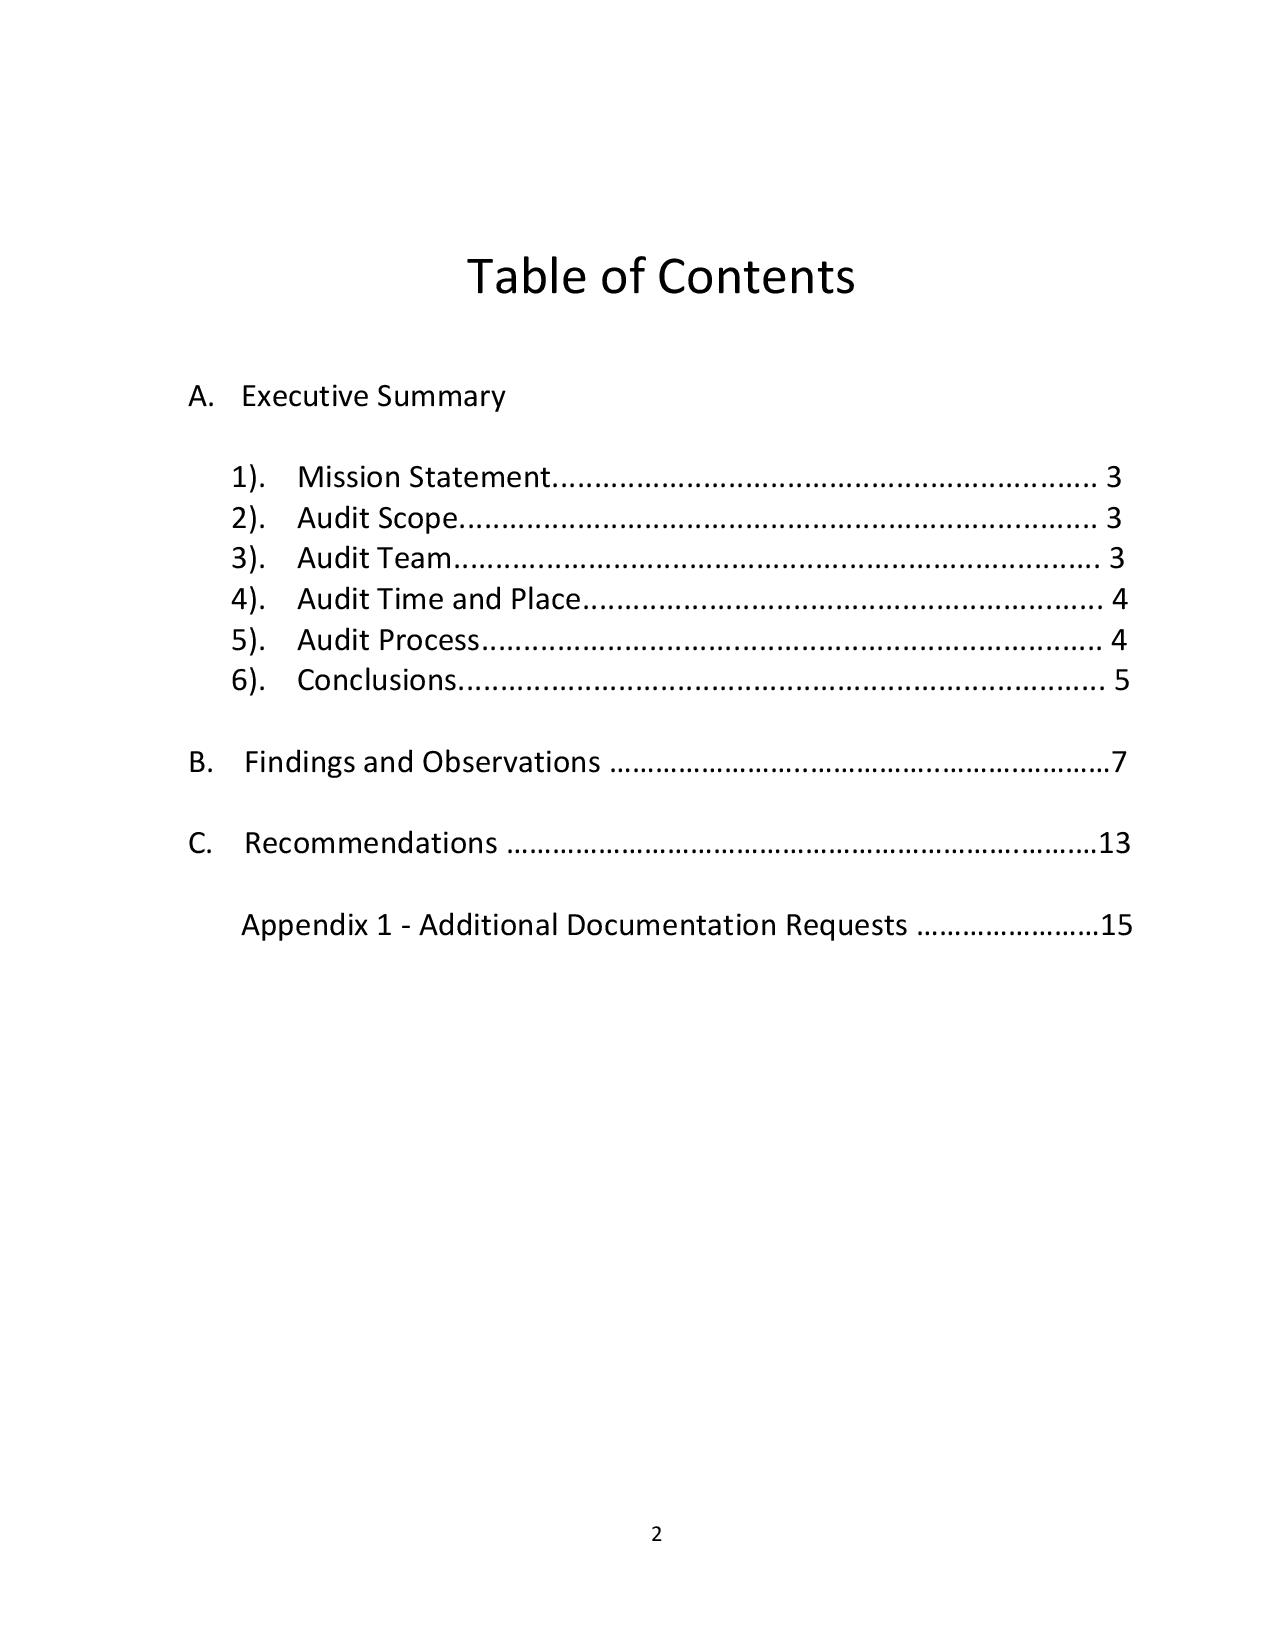 Table of Contents
A. Executive Summary
1). Mission Statement................................................................. 3
2). Audit Scope............................................................................ 3
3). Audit Team............................................................................. 3
4). Audit Time and Place.............................................................. 4
5). Audit Process.......................................................................... 4
6). Conclusions............................................................................. 5
B. Findings and Observations ……………………..……………..……………………7
C. Recommendations ………………………………………………………….…….…13
Appendix 1 - Additional Documentation Requests ……………………15
2